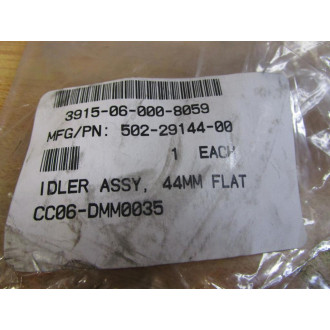 3915-06-000-8059
MFG/PN: 502-29144-00
1 EACH
IDLER ASSY, 44MM FLAT
CC06-DMM0035